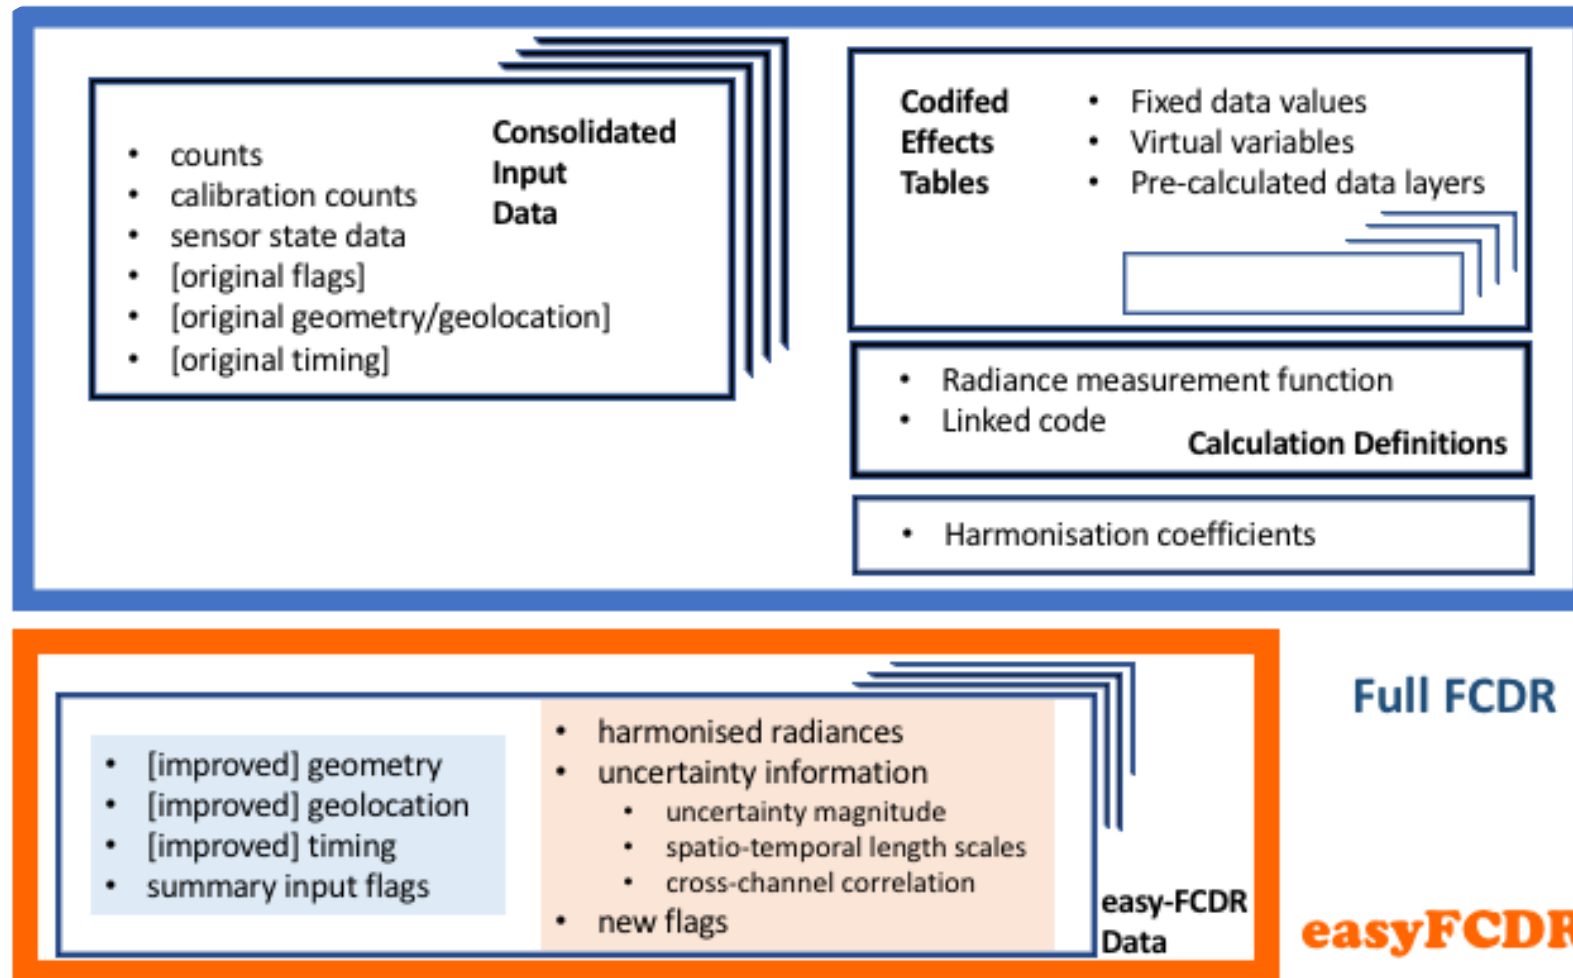 • counts
• calibration counts
• sensor state data
• [original flags]
• [original geometry/geolocation]
• [original timing]
Consolidated
Input
Data
Codifed
Effects
Tables
• Fixed data values
• Virtual variables
• Pre-calculated data layers
• Radiance measurement function
• Linked code
Calculation Definitions
• Harmonisation coefficients
• [improved] geometry
• [improved] geolocation
• [improved] timing
• summary input flags
• harmonised radiances
• uncertainty information
• uncertainty magnitude
• spatio-temporal length scales
• cross-channel correlation
• new flags
easy-FCDR
Data
Full FCDR
easyFCDR